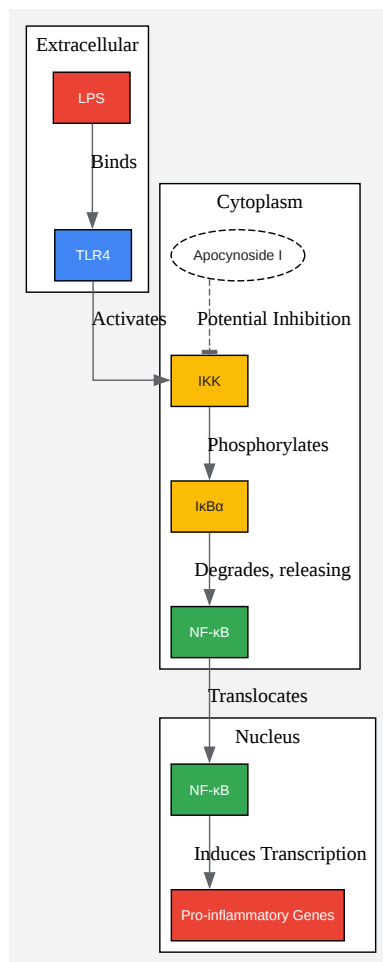 Extracellular
LPS
Binds
TLR4
Cytoplasm
Apocynoside I
Activates
Potential Inhibition
IKK
Phosphorylates
IκBα
Degrades, releasing
NF-κB
Translocates
Nucleus
NF-κB
Induces Transcription
Pro-inflammatory Genes